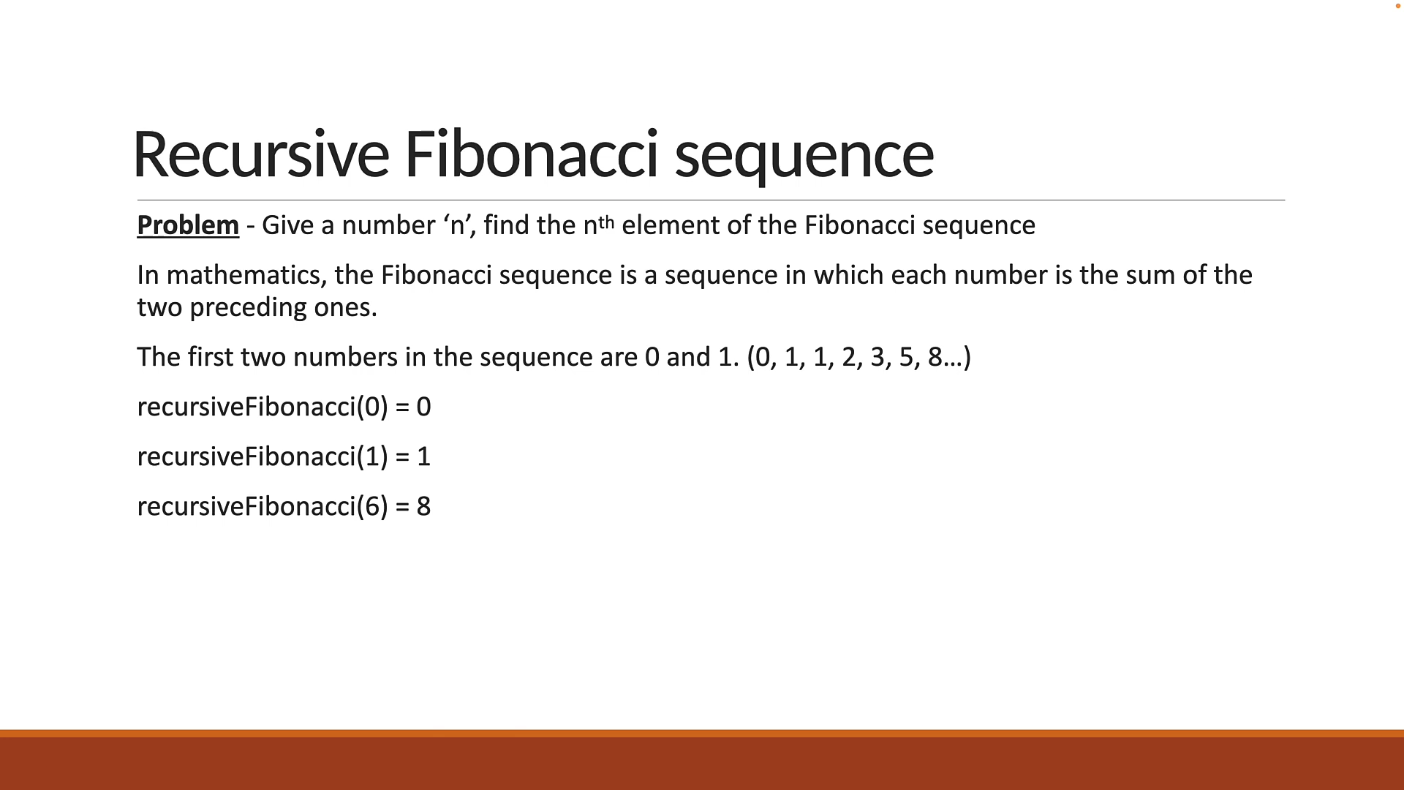 Recursive Fibonacci sequence
Problem - Give a number ‘n’, find the nth element of the Fibonacci sequence
In mathematics, the Fibonacci sequence is a sequence in which each number is the sum of the
two preceding ones.
The first two numbers in the sequence are 0 and 1. (0, 1, 1, 2, 3, 5, 8…)
recursiveFibonacci(0) = 0
recursiveFibonacci(1) = 1
recursiveFibonacci(6) = 8